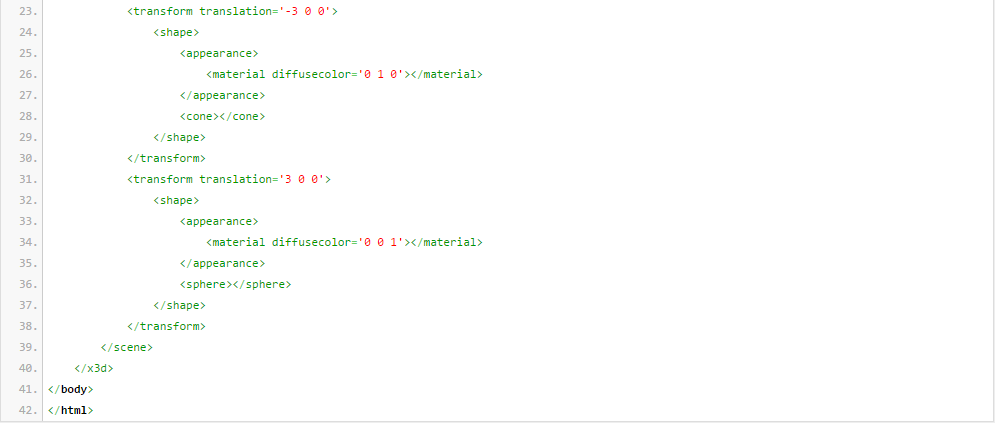 23. <transform translation='-3 0 0'>
24. <shape>
25. <appearance>
26. <material diffusecolor='0 1 0'></material>
27. </appearance>
28. <cone></cone>
29. </shape>
30. </transform>
31. <transform translation='3 0 0'>
32. <shape>
33. <appearance>
34. <material diffusecolor='0 0 1'></material>
35. </appearance>
36. <sphere></sphere>
37. </shape>
38. </transform>
39. </scene>
40. </x3d>
41. </body>
42. </html>